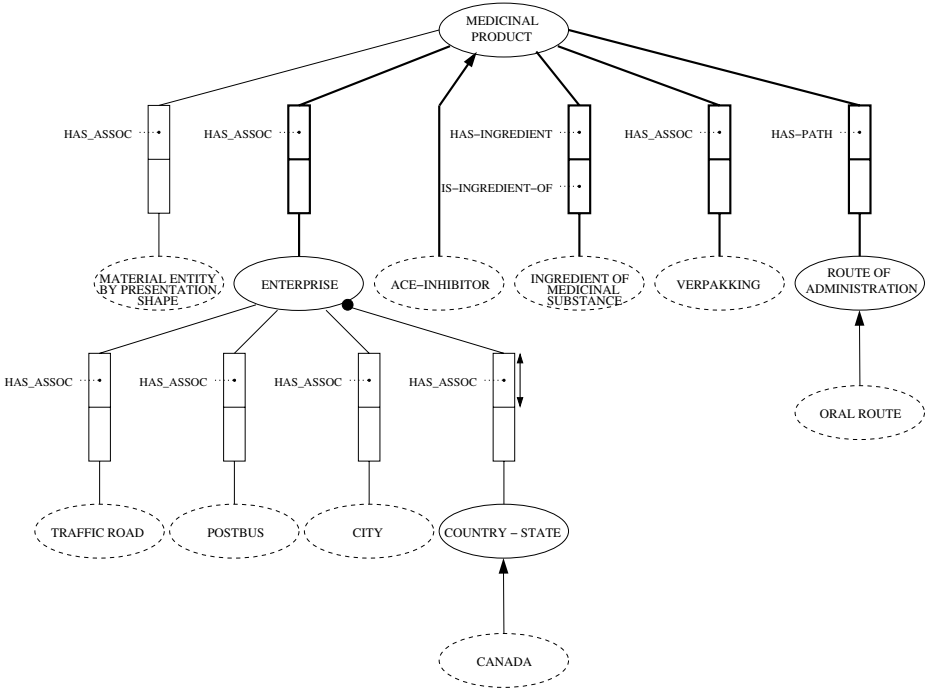 MEDICINAL
PRODUCT
HAS_ASSOC
HAS_ASSOC
HAS−INGREDIENT
HAS_ASSOC
HAS−PATH
IS−INGREDIENT−OF
MATERIAL ENTITY
BY PRESENTATION
SHAPE
ENTERPRISE
ACE−INHIBITOR
INGREDIENT OF
MEDICINAL
SUBSTANCE
VERPAKKING
ROUTE OF
ADMINISTRATION
HAS_ASSOC
HAS_ASSOC
HAS_ASSOC
HAS_ASSOC
ORAL ROUTE
TRAFFIC ROAD
POSTBUS
CITY
COUNTRY − STATE
CANADA